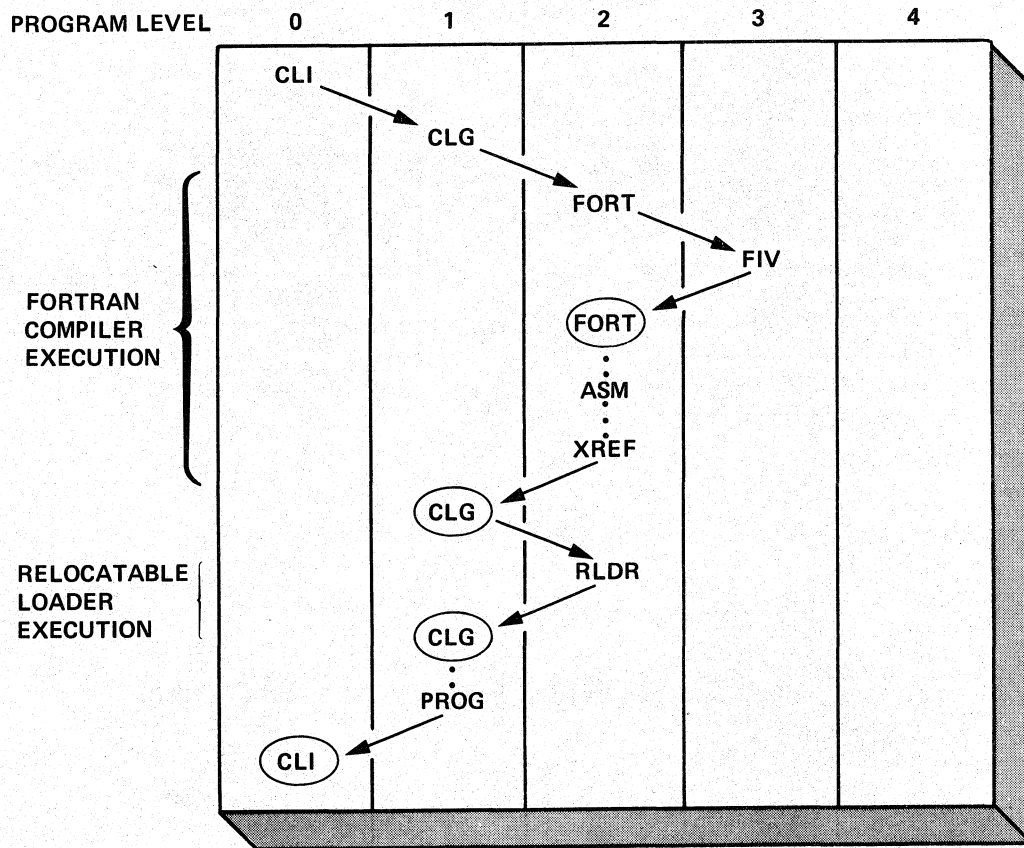 PROGRAM LEVEL 0 1 2 3 4
CLI
CLG
FORT
FIV
FORTRAN
COMPILER
EXECUTION
FORT
ASM
XREF
CLG
RELOCATABLE
LOADER
EXECUTION
RLDR
CLG
PROG
CLI